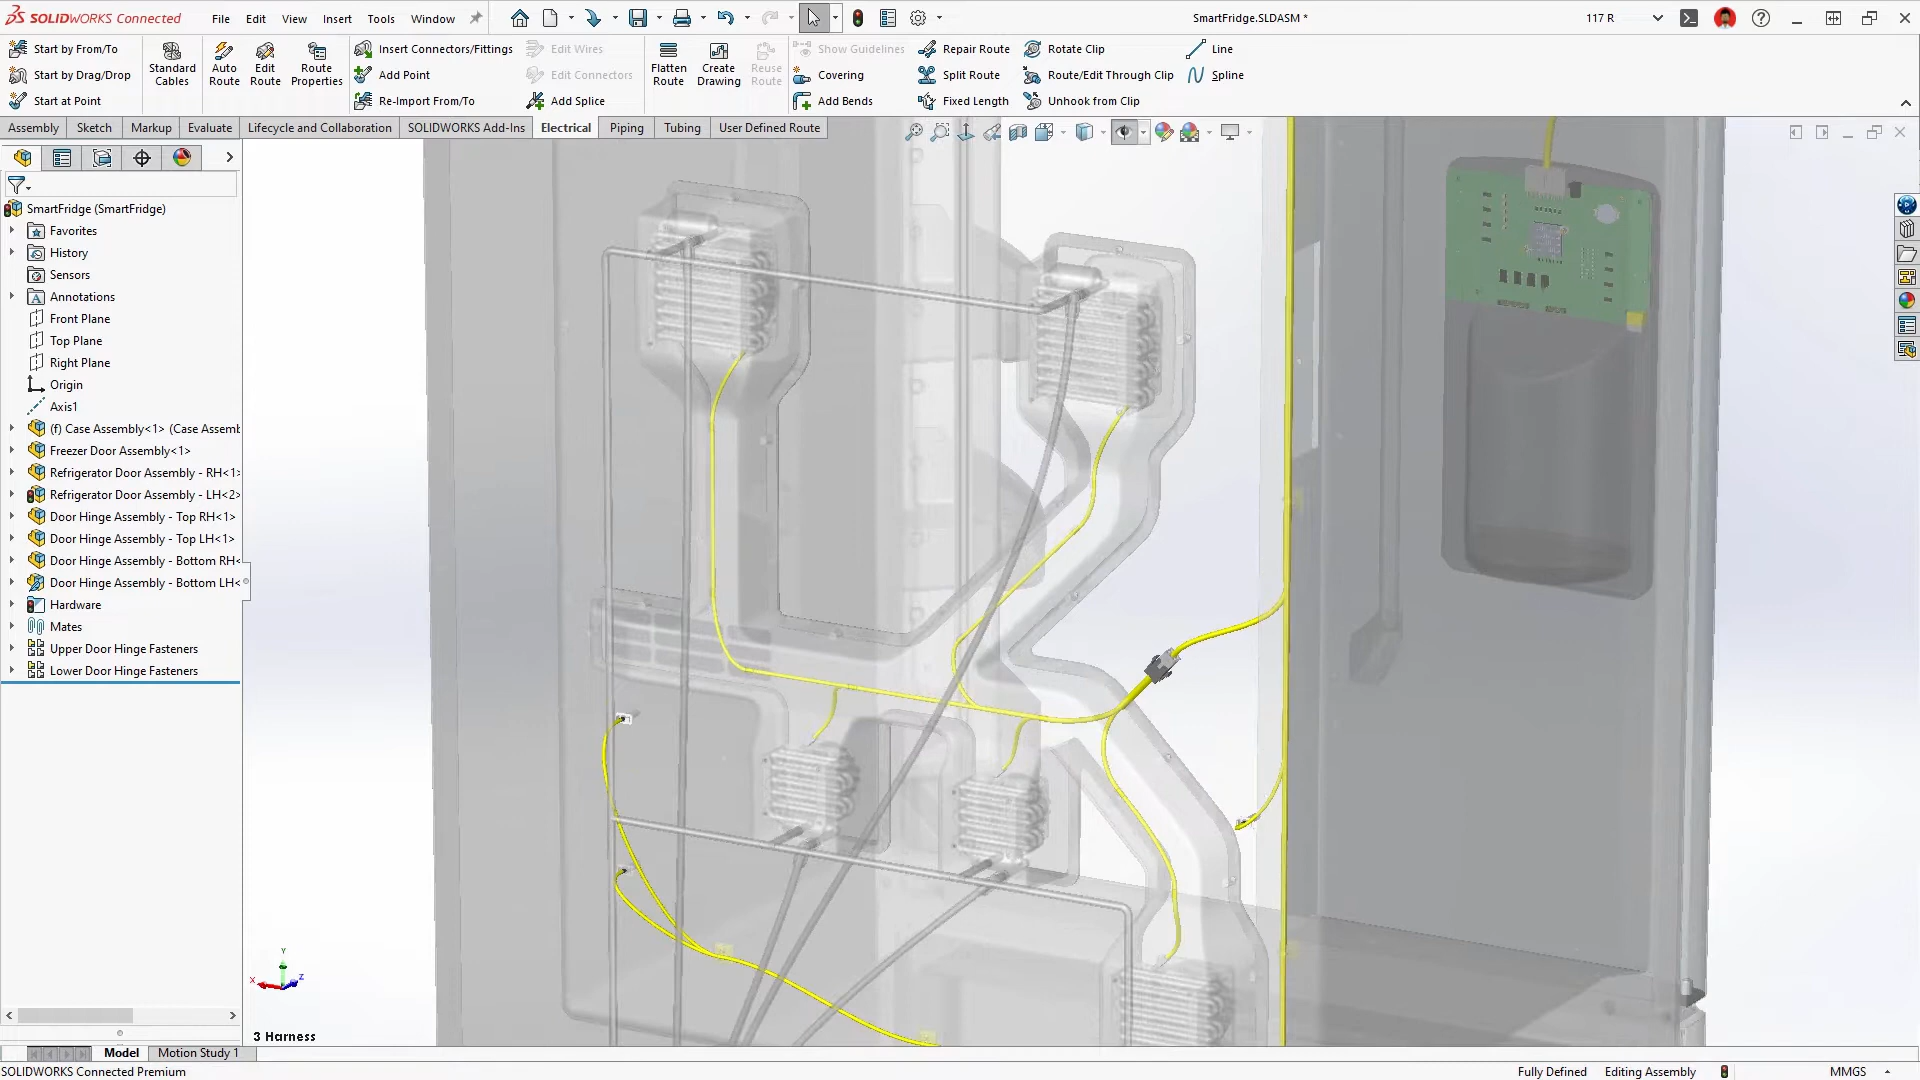 SOLIDWORKS Connected
File
Edit
View
Insert
Tools
Window
SmartFridge.SLDASM *
117 R
Start by From/To
Start by Drag/Drop
Start at Point
Standard
Cables
Auto
Route
Edit
Route
Route
Properties
Insert Connectors/Fittings
Add Point
Re-Import From/To
Edit Wires
Edit Connectors
Add Splice
Flatten
Route
Create
Drawing
Reuse
Route
Show Guidelines
Covering
Add Bends
Repair Route
Split Route
Fixed Length
Rotate Clip
Route/Edit Through Clip
Unhook from Clip
Line
Spline
Assembly
Sketch
Markup
Evaluate
Lifecycle and Collaboration
SOLIDWORKS Add-Ins
Electrical
Piping
Tubing
User Defined Route
SmartFridge (SmartFridge)
Favorites
History
Sensors
Annotations
Front Plane
Top Plane
Right Plane
Origin
Axis1
(f) Case Assembly<1> (Case Assemb
Freezer Door Assembly<1>
Refrigerator Door Assembly - RH<1>
Refrigerator Door Assembly - LH<2>
Door Hinge Assembly - Top RH<1>
Door Hinge Assembly - Top LH<1>
Door Hinge Assembly - Bottom RH<
Door Hinge Assembly - Bottom LH<
Hardware
Mates
Upper Door Hinge Fasteners
Lower Door Hinge Fasteners
Y
X
Z
3 Harness
Model
Motion Study 1
SOLIDWORKS Connected Premium
Fully Defined
Editing Assembly
MMGS